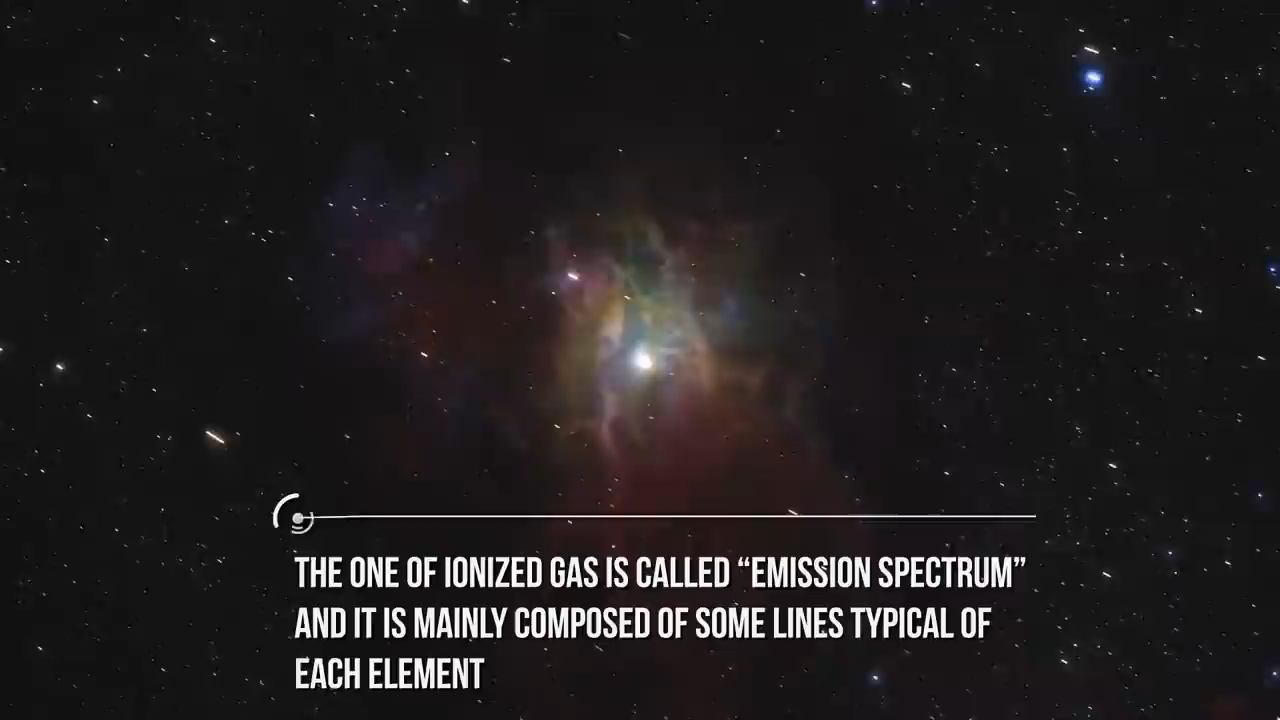 THE ONE OF IONIZED GAS IS CALLED “EMISSION SPECTRUM”
AND IT IS MAINLY COMPOSED OF SOME LINES TYPICAL OF
EACH ELEMENT